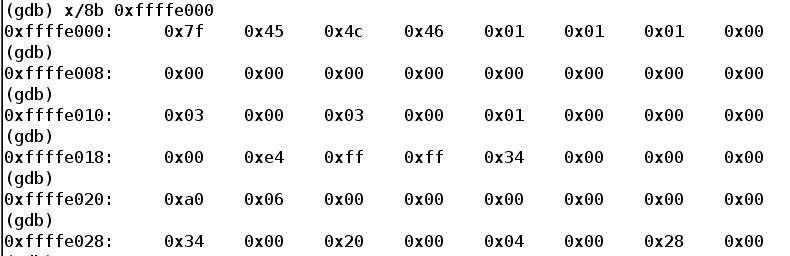 (gdb) x/8b 0xffffe000
0xffffe000: 0x7f 0x45 0x4c 0x46 0x01 0x01 0x01 0x00
(gdb)
0xffffe008: 0x00 0x00 0x00 0x00 0x00 0x00 0x00 0x00
(gdb)
0xffffe010: 0x03 0x00 0x03 0x00 0x01 0x00 0x00 0x00
(gdb)
0xffffe018: 0x00 0xe4 0xff 0xff 0x34 0x00 0x00 0x00
(gdb)
0xffffe020: 0xa0 0x06 0x00 0x00 0x00 0x00 0x00 0x00
(gdb)
0xffffe028: 0x34 0x00 0x20 0x00 0x04 0x00 0x28 0x00